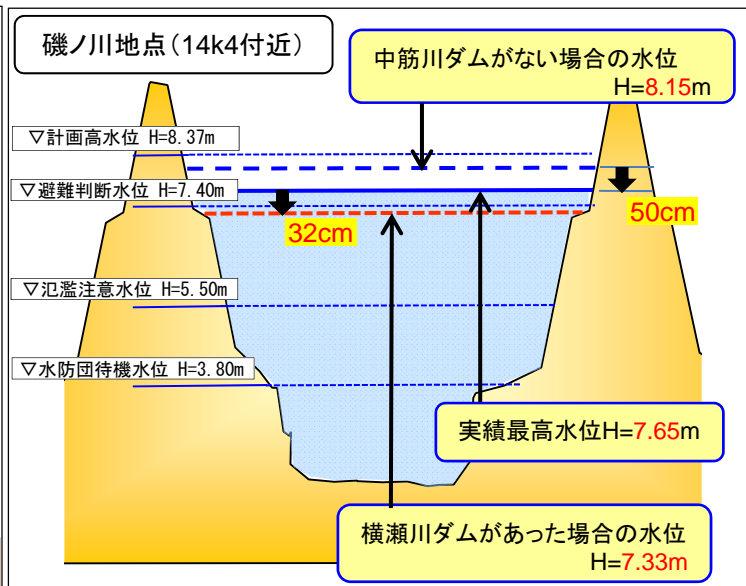 磯ノ川地点(14k4付近)
中筋川ダムがない場合の水位
H=8.15m
▽計画高水位 H=8.37m
▽避難判断水位 H=7.40m
32cm
50cm
▽氾濫注意水位 H=5.50m
▽水防団待機水位 H=3.80m
実績最高水位H=7.65m
横瀬川ダムがあった場合の水位
H=7.33m